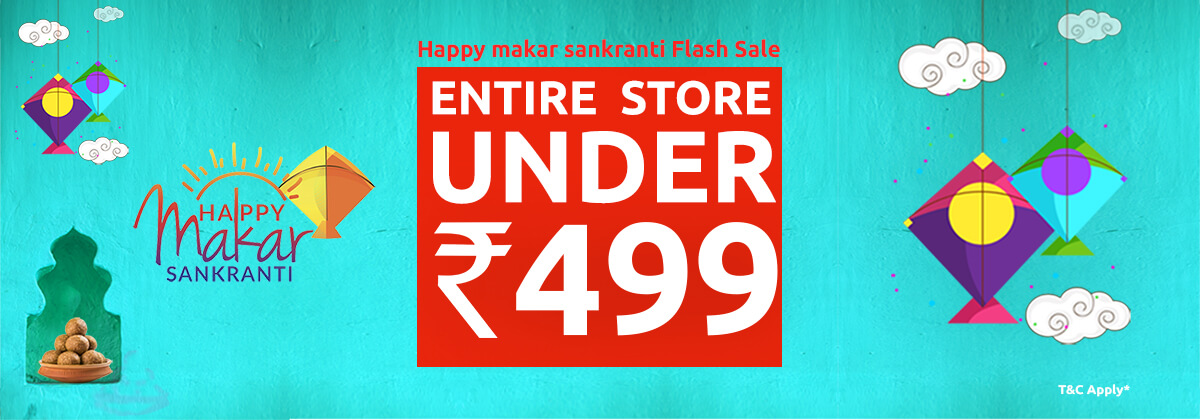 HAPPY
Makar
SANKRANTI
Happy makar sankranti Flash Sale
ENTIRE STORE
UNDER
₹499
T&C Apply*